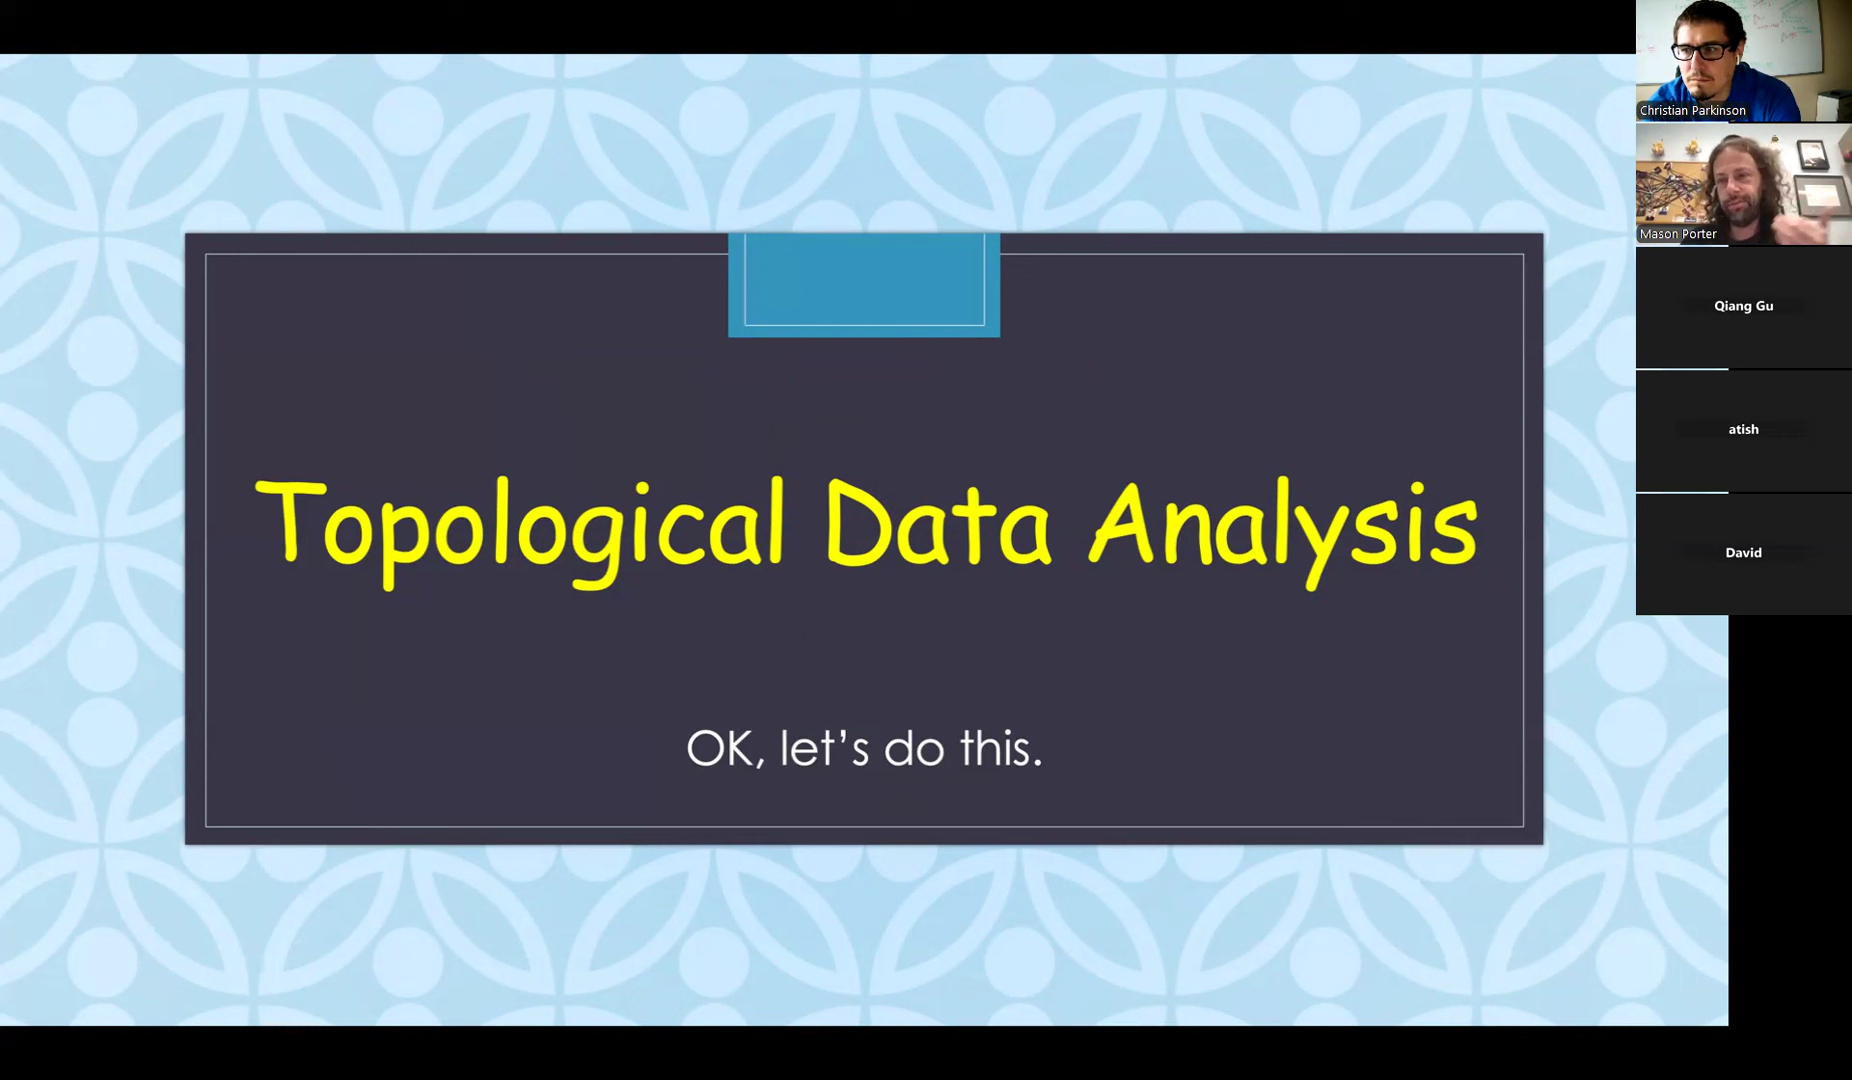 Topological Data Analysis
OK, let’s do this.
Christian Parkinson
Mason Porter
Qiang Gu
atish
David